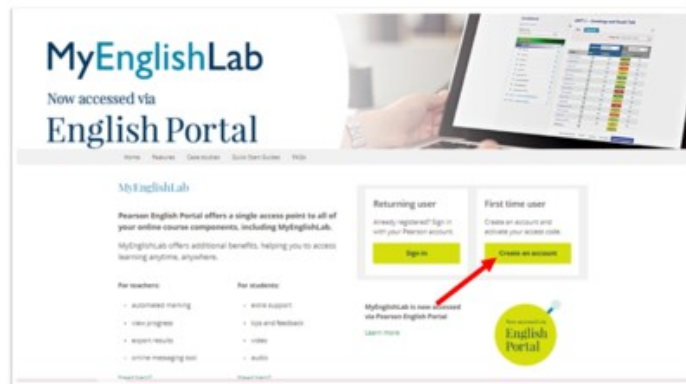 MyEnglishLab
Now accessed via
English Portal
Home Features Case studies Quick Start Guides FAQs
MyEnglishLab
Pearson English Portal offers a single access point to all of
your online course components, including MyEnglishLab.
MyEnglishLab offers additional benefits, helping you to access
learning anytime, anywhere.
For teachers:
automated marking
view progress
expert results
online messaging tool
For students:
extra support
tips and feedback
video
audio
Returning user
Already registered? Sign in
with your Pearson account.
Sign in
First time user
Create an account and
activate your access code.
Create an account
MyEnglishLab is now accessed
via Pearson English Portal
Learn more
Now accessed via
English
Portal